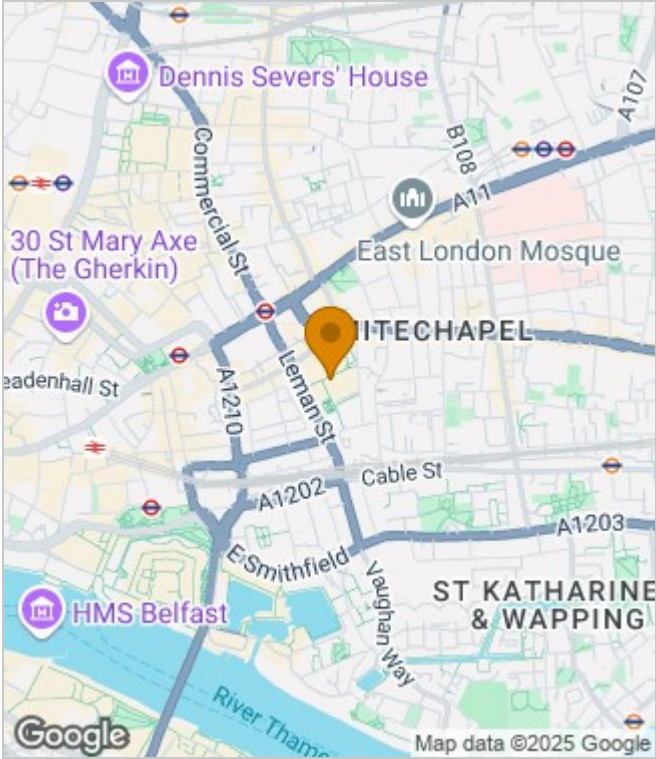 Dennis Severs' House
A107
B108
Commercial St
A11
30 St Mary Axe
(The Gherkin)
East London Mosque
HITECHAPEL
eadenhall St
Leman St
A1210
Cable St
A1202
A1203
E Smithfield
ST KATHARINE
& WAPPING
HMS Belfast
Vaughan Way
River Thame
Google
Map data ©2025 Google